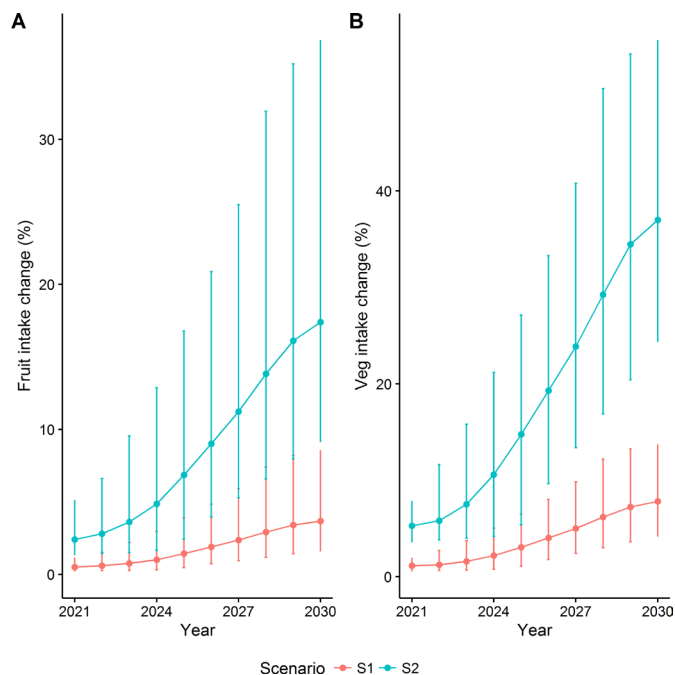 A
Fruit intake change (%)
30
20
10
0
2021 2024 2027 2030
Year
B
Veg intake change (%)
40
20
0
2021 2024 2027 2030
Year
Scenario S1 S2